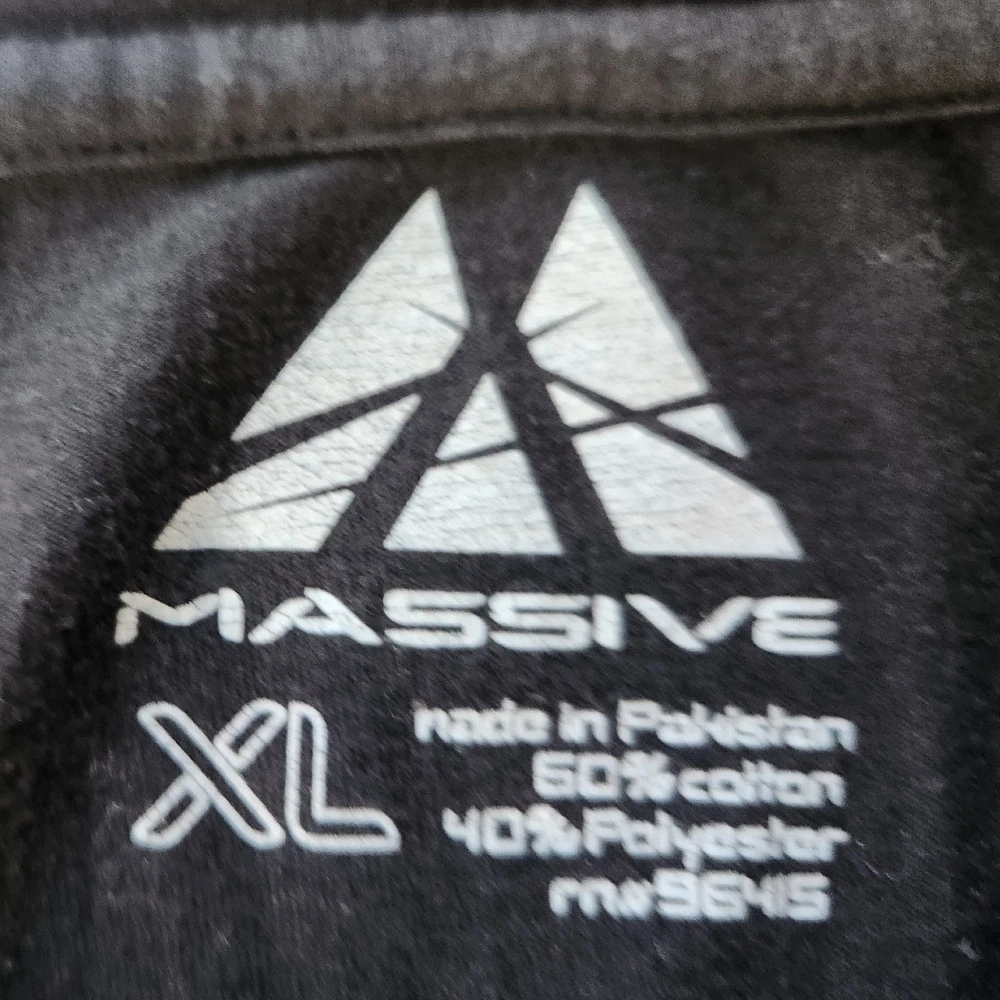 MASSIVE
XL
made in Pakistan
60% cotton
40% Polyester
rn#96415